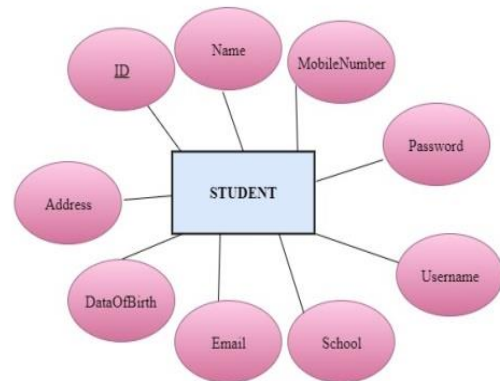 Name
ID
MobileNumber
Password
Address
STUDENT
Username
DataOfBirth
Email
School